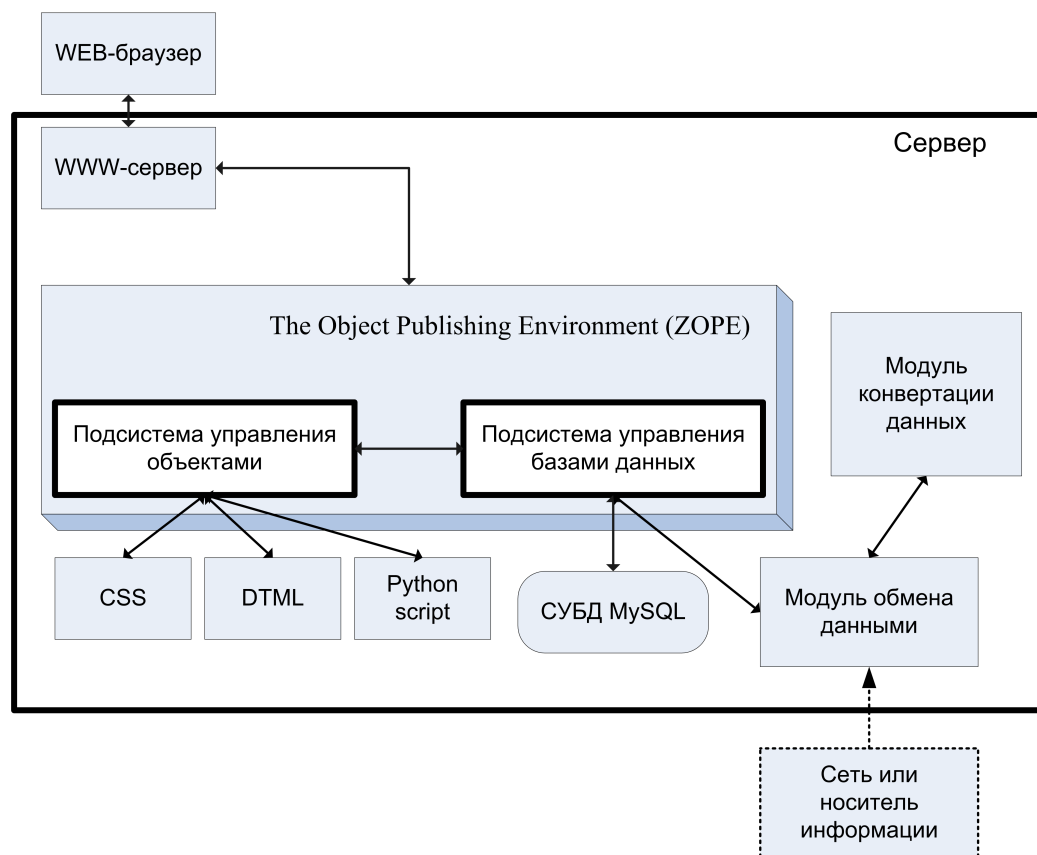 WEB-браузер
Сервер
WWW-сервер
The Object Publishing Environment (ZOPE)
Модуль
конвертации
данных
Подсистема управления
объектами
Подсистема управления
базами данных
CSS
DTML
Python
script
СУБД MySQL
Модуль обмена
данными
Сеть или
носитель
информации